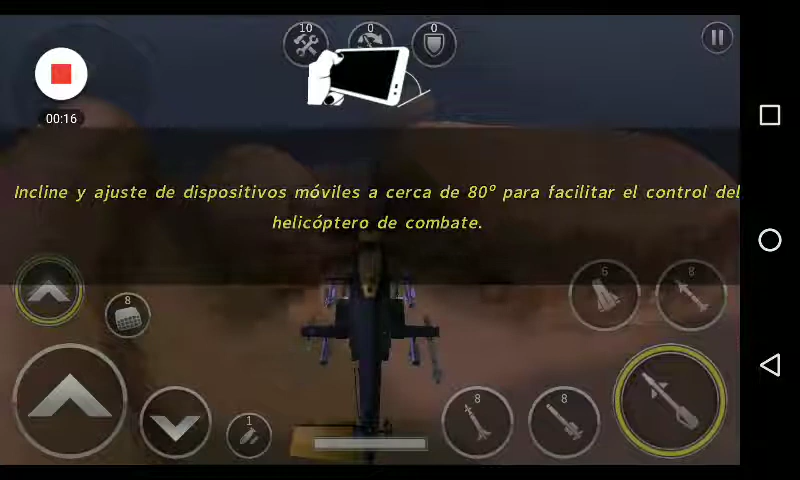 10 0 0
00:16
Incline y ajuste de dispositivos móviles a cerca de 80º para facilitar el control del
helicóptero de combate.
8 6 8
1 8 8